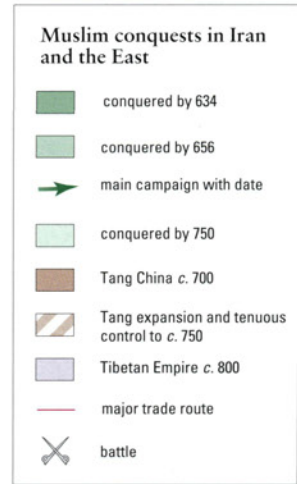 Muslim conquests in Iran
and the East
conquered by 634
conquered by 656
main campaign with date
conquered by 750
Tang China c. 700
Tang expansion and tenuous
control to c. 750
Tibetan Empire c. 800
major trade route
battle